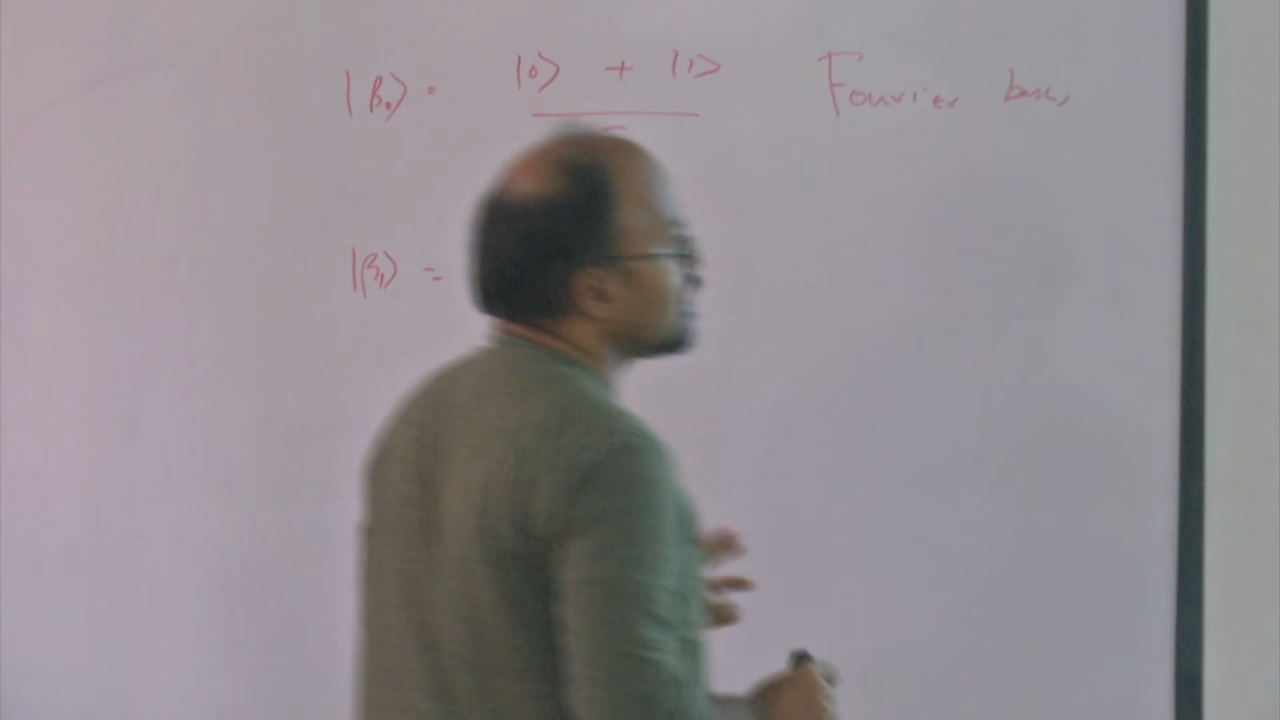 |β₀⟩ = |0⟩ + |1⟩ Fourier basis
|β₁⟩ =